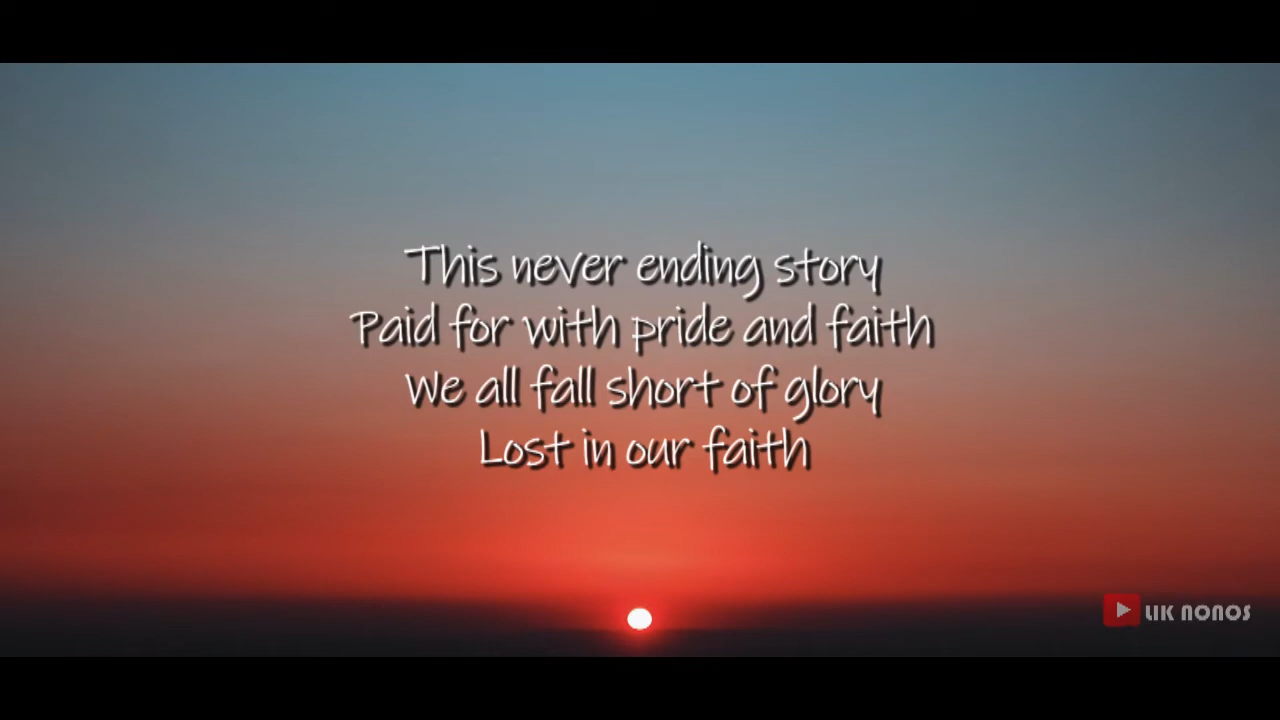 This never ending story
Paid for with pride and faith
We all fall short of glory
Lost in our faith
LIK NONOS